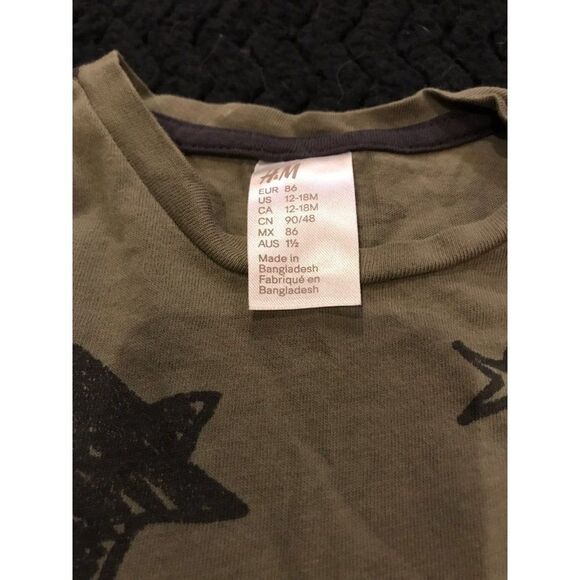 H&M
EUR 86
US 12-18M
CA 12-18M
CN 90/48
MX 86
AUS 1½
Made in
Bangladesh
Fabriqué en
Bangladesh